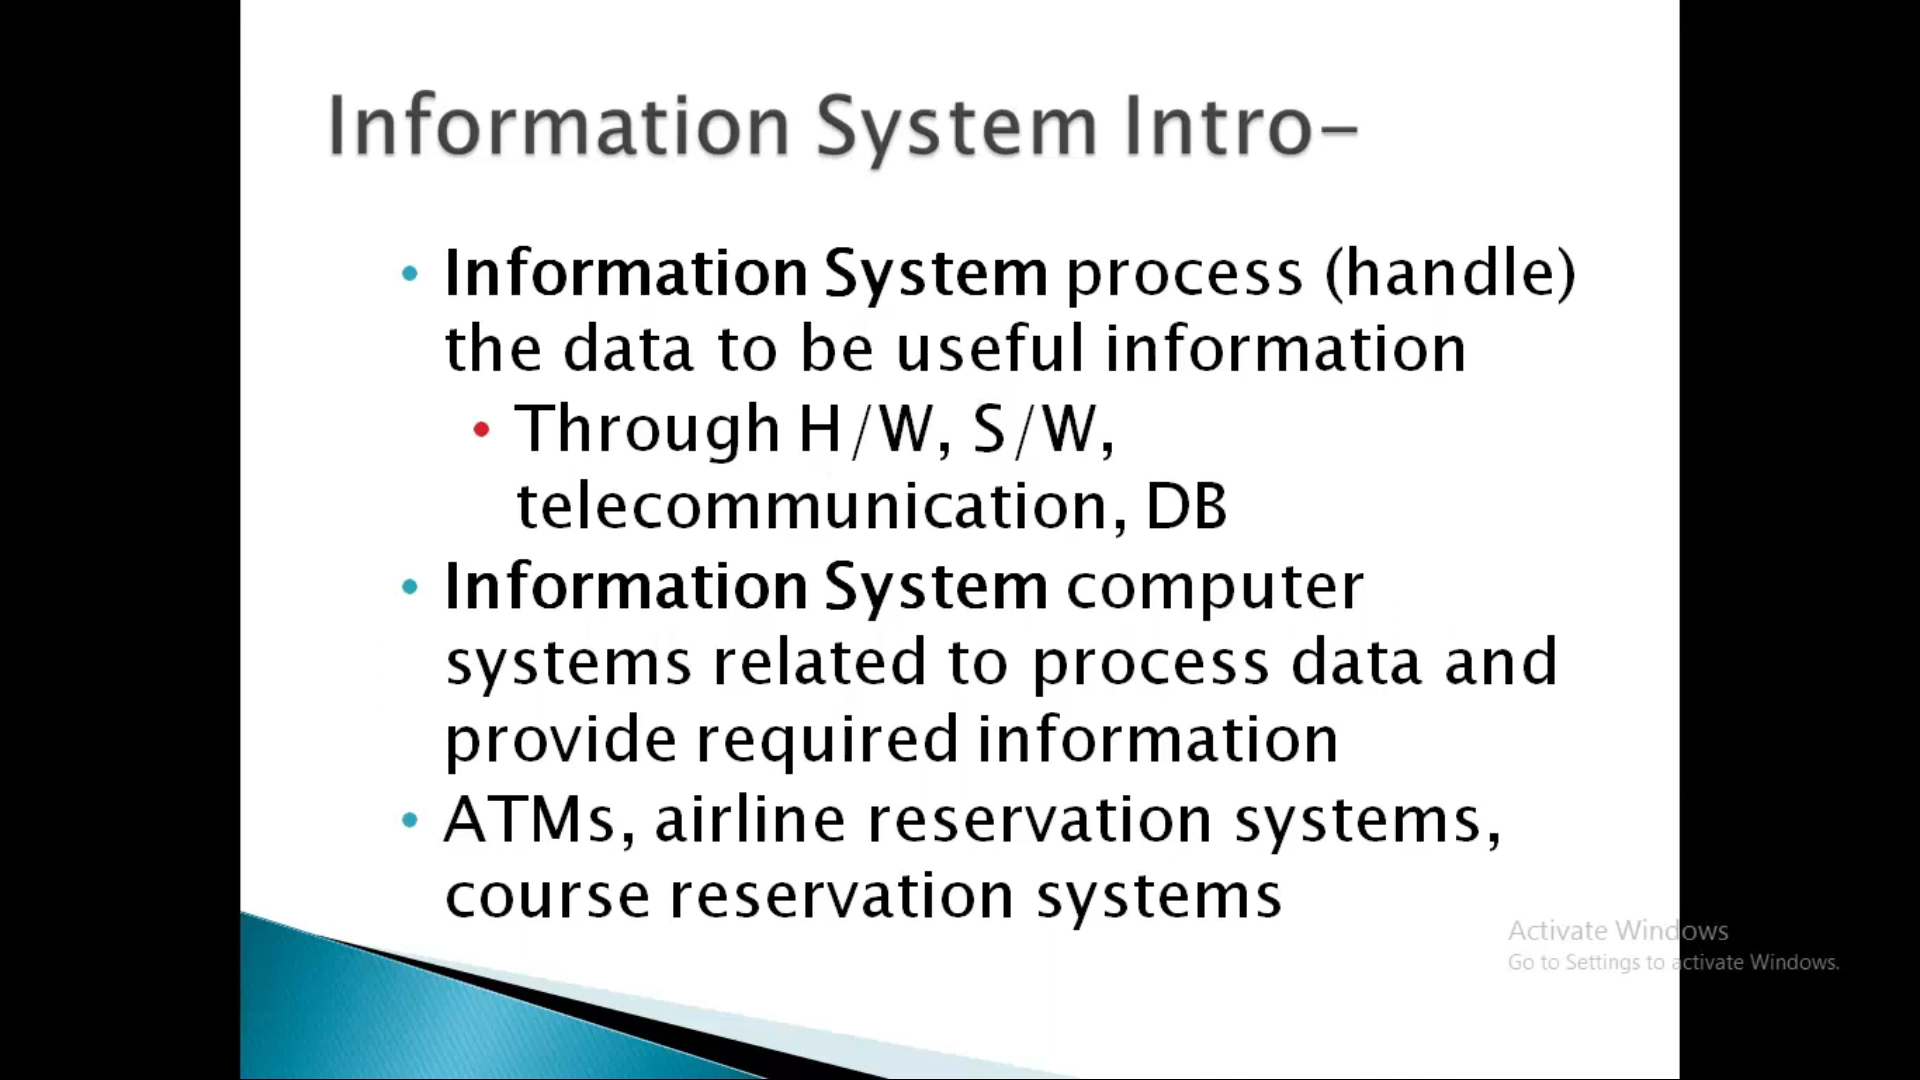 Information System Intro-
• Information System process (handle)
the data to be useful information
• Through H/W, S/W,
telecommunication, DB
• Information System computer
systems related to process data and
provide required information
• ATMs, airline reservation systems,
course reservation systems
Activate Windows
Go to Settings to activate Windows.